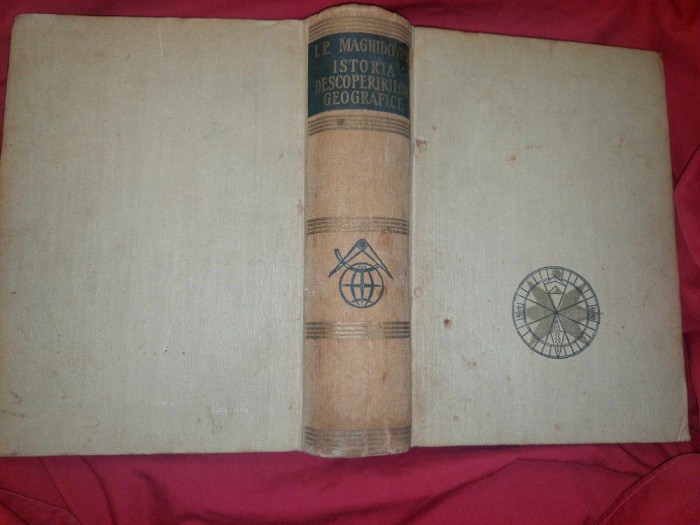 I. P. MAGHIDOVICI
ISTORIA
DESCOPERIRILOR
GEOGRAFICE